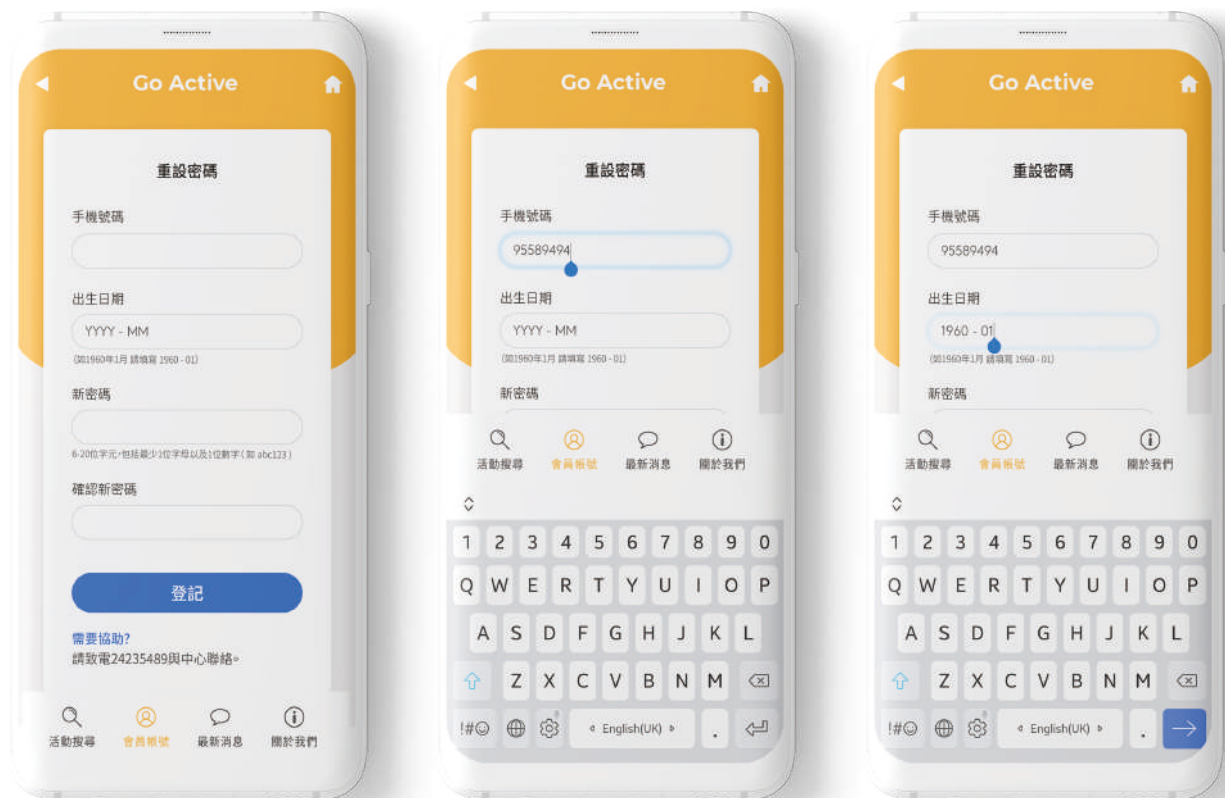 Go Active
重設密碼
手機號碼
出生日期
YYYY - MM
(如1960年1月 請填寫 1960 - 01)
新密碼
6-20位字元,包括最少1位字母以及1位數字( 如 abc123 )
確認新密碼
登記
需要協助?
請致電24235489與中心聯絡。
活動搜尋 會員帳號 最新消息 關於我們
Go Active
重設密碼
手機號碼
95589494
出生日期
YYYY - MM
(如1960年1月 請填寫 1960 - 01)
新密碼
活動搜尋 會員帳號 最新消息 關於我們
1 2 3 4 5 6 7 8 9 0
Q W E R T Y U I O P
A S D F G H J K L
Z X C V B N M
!#☺ English(UK) .
Go Active
重設密碼
手機號碼
95589494
出生日期
1960 - 01
(如1960年1月 請填寫 1960 - 01)
新密碼
活動搜尋 會員帳號 最新消息 關於我們
1 2 3 4 5 6 7 8 9 0
Q W E R T Y U I O P
A S D F G H J K L
Z X C V B N M
!#☺ English(UK) .